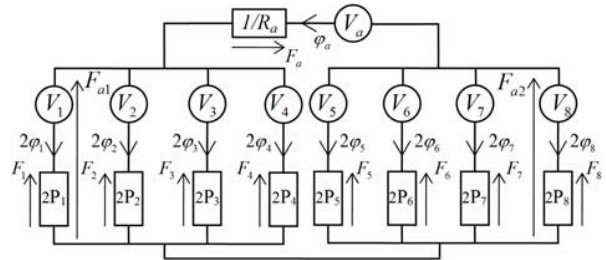 1/R_a V_a
φ_a
F_a
F_a1 F_a2
V_1 V_2 V_3 V_4 V_5 V_6 V_7 V_8
2φ_1 2φ_2 2φ_3 2φ_4 2φ_5 2φ_6 2φ_7 2φ_8
F_1 F_2 F_3 F_4 F_5 F_6 F_7 F_8
2P_1 2P_2 2P_3 2P_4 2P_5 2P_6 2P_7 2P_8